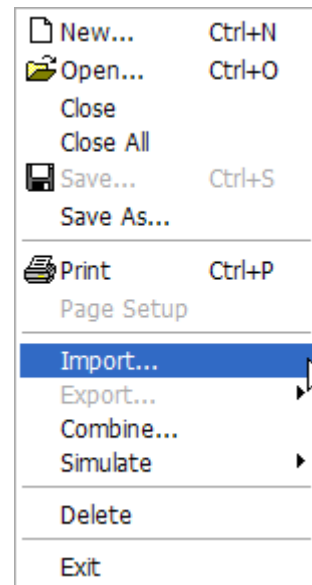 New... Ctrl+N
Open... Ctrl+O
Close
Close All
Save... Ctrl+S
Save As...
Print Ctrl+P
Page Setup
Import...
Export...
Combine...
Simulate
Delete
Exit